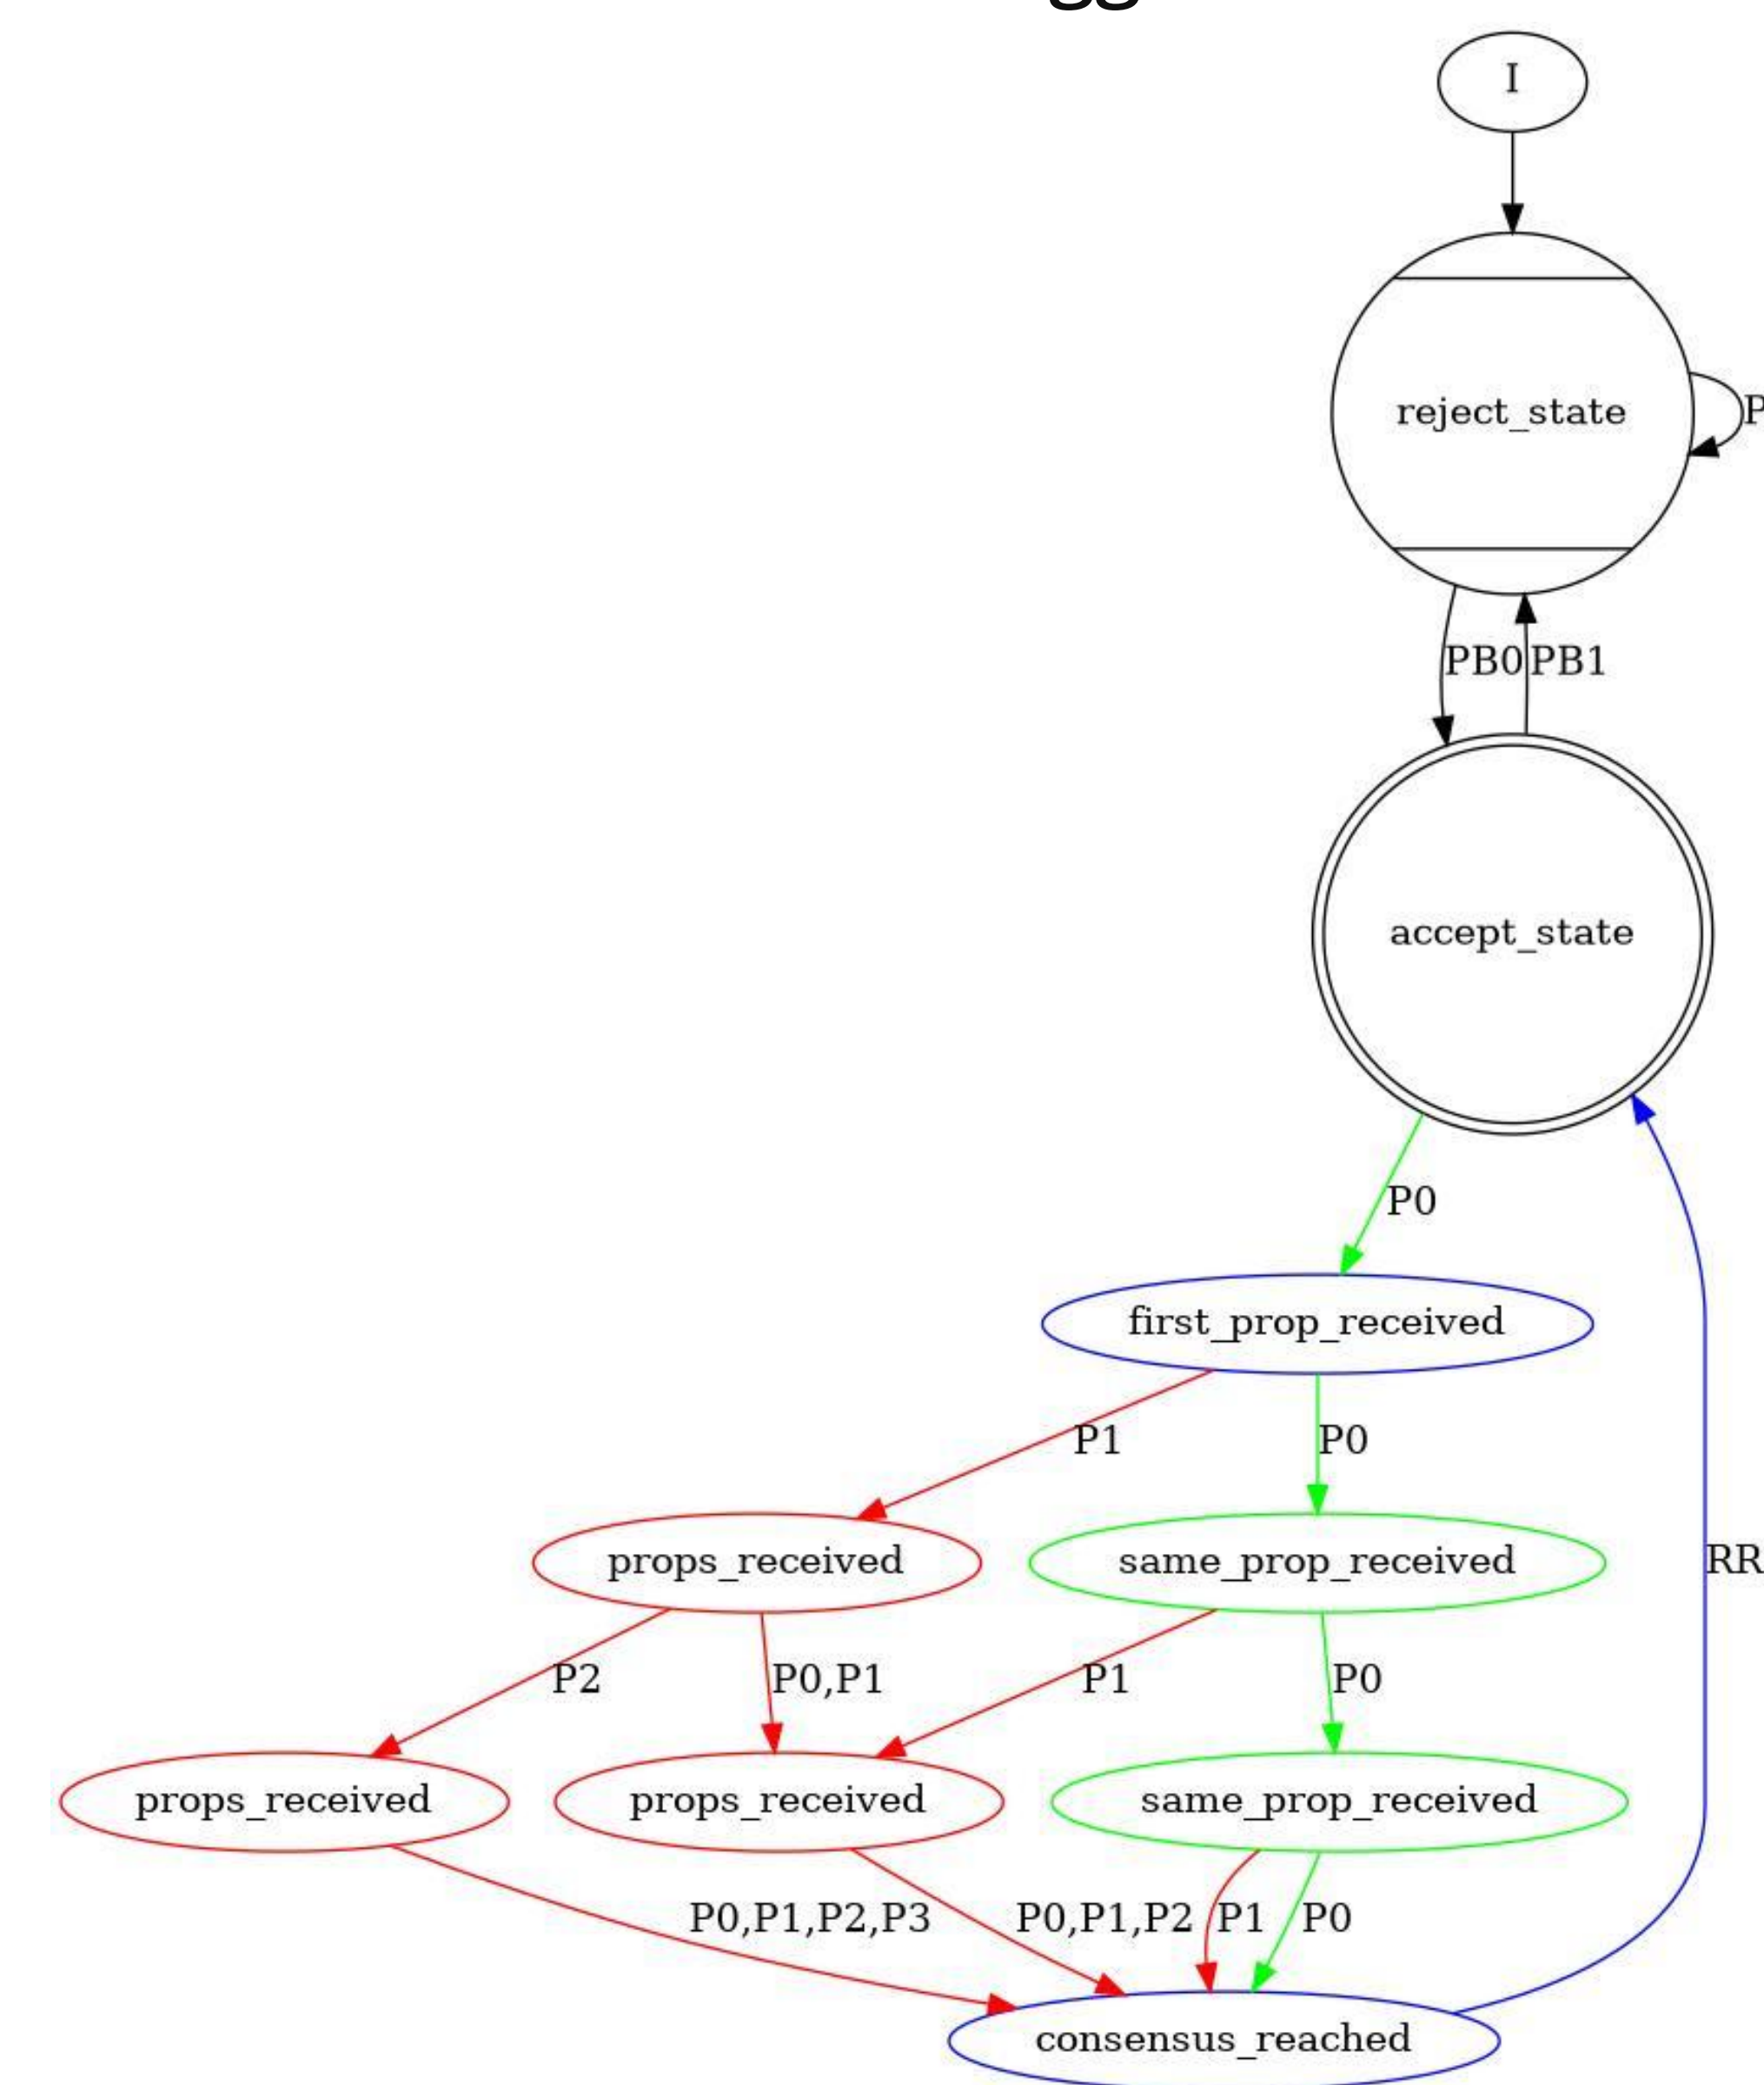 I
reject_state
PB0 PB1
accept_state
P0
first_prop_received
P1 P0
props_received same_prop_received
RR
P2 P0,P1 P1 P0
props_received props_received same_prop_received
P0,P1,P2,P3 P0,P1,P2 P1 P0
consensus_reached